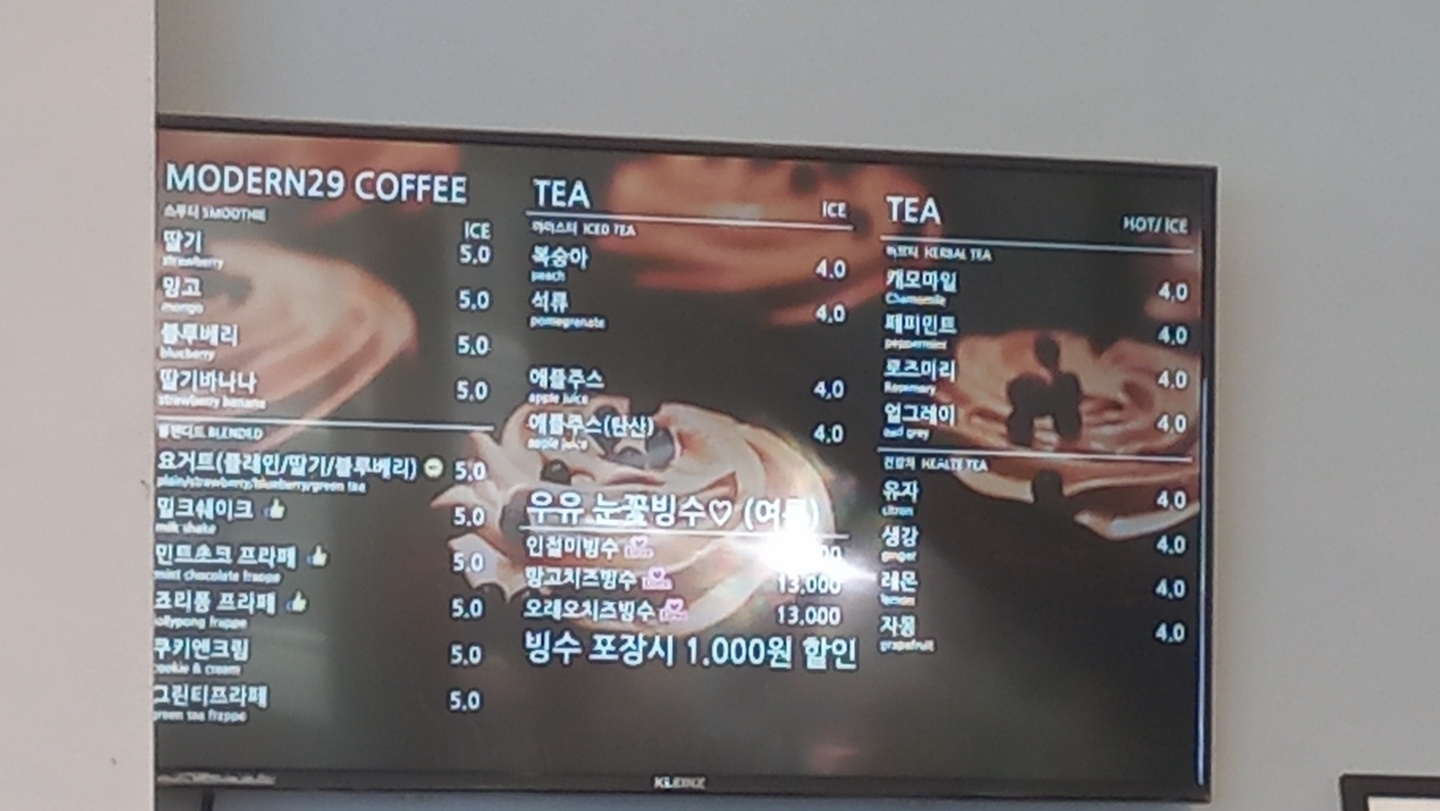 MODERN29 COFFEE
스무디 SMOOTHIE
ICE
딸기 5.0
strawberry
망고 5.0
mango
블루베리 5.0
blueberry
딸기바나나 5.0
strawberry banana
블렌디드 BLENDED
요거트(플레인/딸기/블루베리) 5.0
plain/strawberry/blueberry/green tea
밀크쉐이크 5.0
milk shake
민트초코 프라페 5.0
mint chocolate frappe
죠리퐁 프라페 5.0
jollypong frappe
쿠키앤크림 5.0
cookie & cream
그린티프라페 5.0
green tea frappe
TEA
ICE
아이스티 ICED TEA
복숭아 4.0
peach
석류 4.0
pomegranate
애플주스 4.0
apple juice
애플주스(탄산) 4.0
apple juice
우유 눈꽃빙수♡
인절미빙수
망고치즈빙수 13.000
오레오치즈빙수 13.000
빙수 포장시 1.000원 할인
TEA
HOT/ICE
허브티 HERBAL TEA
캐모마일 4.0
Chamomile
페퍼민트 4.0
peppermint
로즈마리 4.0
Rosemary
얼그레이 4.0
earl grey
건강차 HEALTE TEA
유자 4.0
citron
생강 4.0
ginger
레몬 4.0
lemon
자몽 4.0
grapefruit
KLEINZ